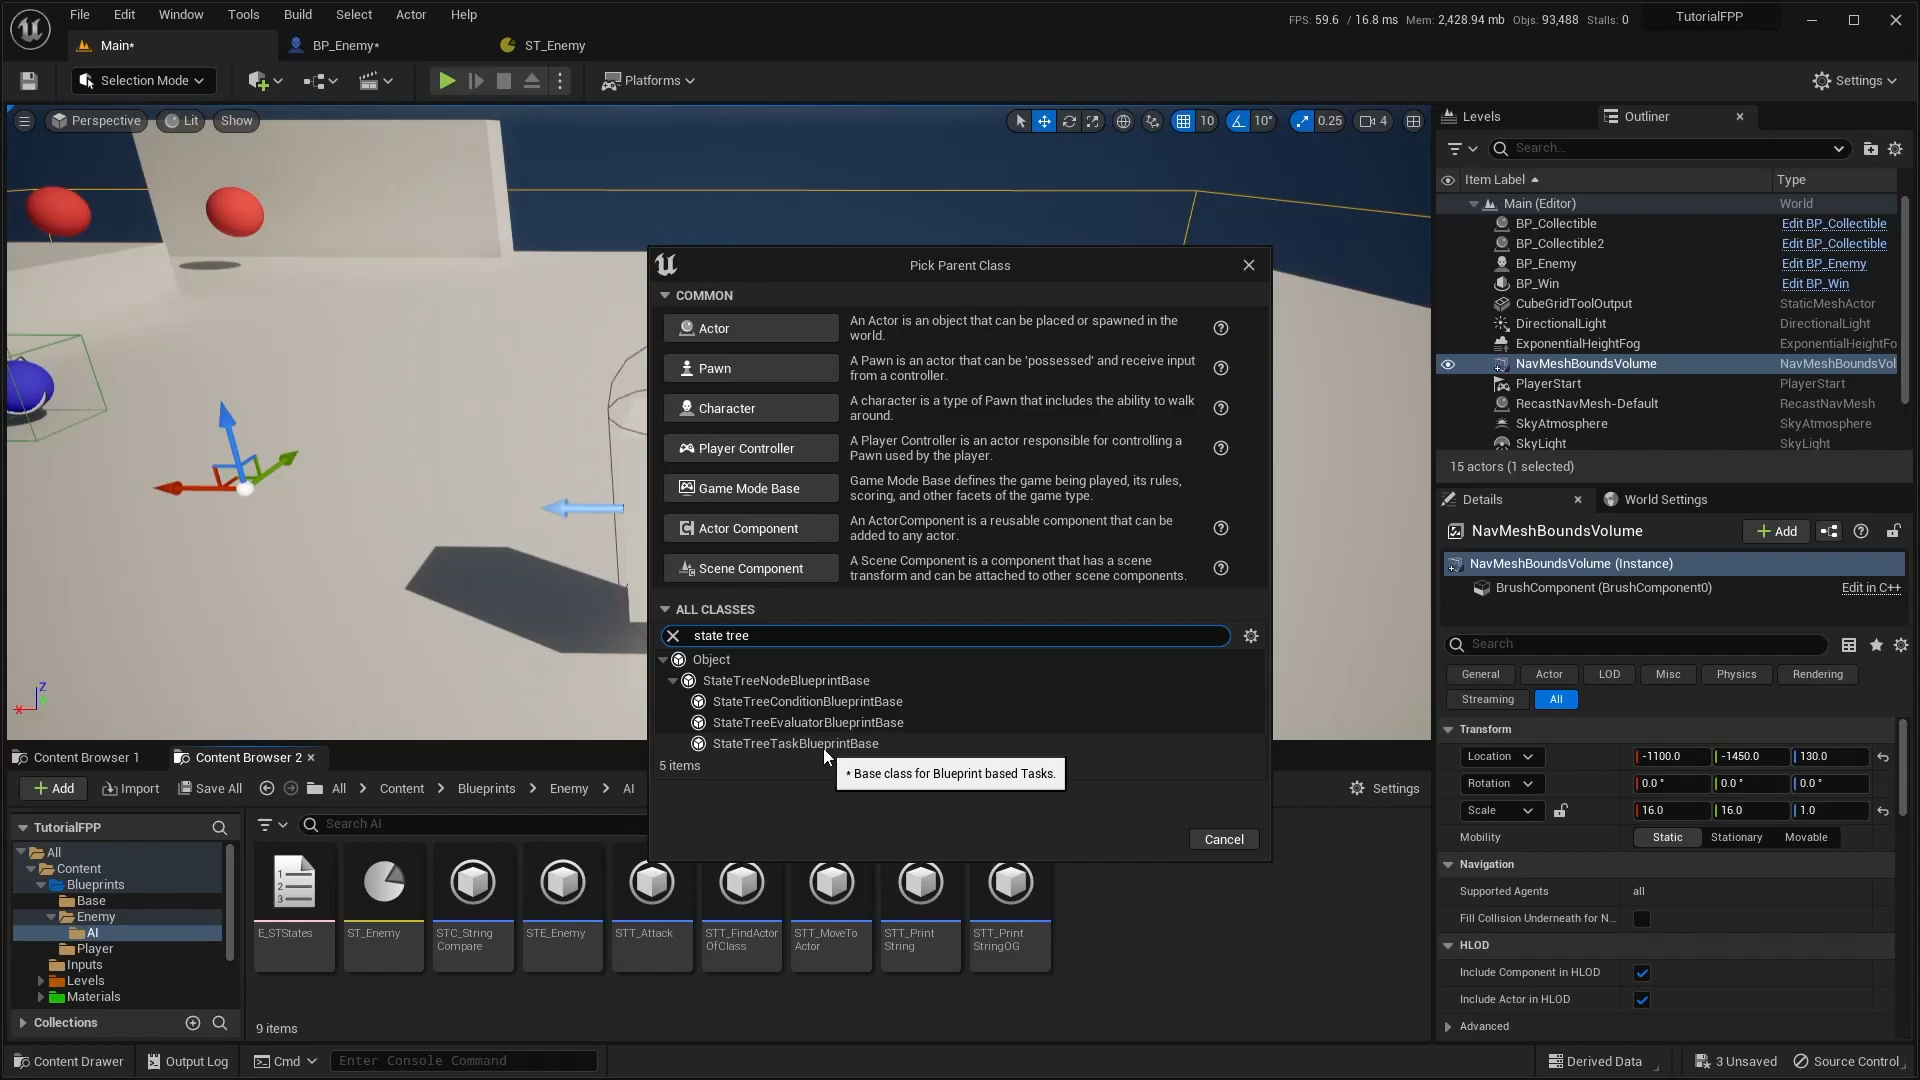 File Edit Window Tools Build Select Actor Help
FPS: 59.6 / 16.8 ms Mem: 2,428.94 mb Objs: 93,488 Stalls: 0
TutorialFPP
Main*
BP_Enemy*
ST_Enemy
Selection Mode
Platforms
Settings
Perspective
Lit
Show
10
10°
0.25
4
Z
X
Pick Parent Class
COMMON
Actor
An Actor is an object that can be placed or spawned in the
world.
Pawn
A Pawn is an actor that can be 'possessed' and receive input
from a controller.
Character
A character is a type of Pawn that includes the ability to walk
around.
Player Controller
A Player Controller is an actor responsible for controlling a
Pawn used by the player.
Game Mode Base
Game Mode Base defines the game being played, its rules,
scoring, and other facets of the game type.
Actor Component
An ActorComponent is a reusable component that can be
added to any actor.
Scene Component
A Scene Component is a component that has a scene
transform and can be attached to other scene components.
ALL CLASSES
state tree
Object
StateTreeNodeBlueprintBase
StateTreeConditionBlueprintBase
StateTreeEvaluatorBlueprintBase
StateTreeTaskBlueprintBase
5 items
* Base class for Blueprint based Tasks.
Cancel
Levels
Outliner
Search...
Item Label
Type
Main (Editor) World
BP_Collectible Edit BP_Collectible
BP_Collectible2 Edit BP_Collectible
BP_Enemy Edit BP_Enemy
BP_Win Edit BP_Win
CubeGridToolOutput StaticMeshActor
DirectionalLight DirectionalLight
ExponentialHeightFog ExponentialHeightFo
NavMeshBoundsVolume NavMeshBoundsVol
PlayerStart PlayerStart
RecastNavMesh-Default RecastNavMesh
SkyAtmosphere SkyAtmosphere
SkyLight SkyLight
15 actors (1 selected)
Details
World Settings
NavMeshBoundsVolume
Add
NavMeshBoundsVolume (Instance)
BrushComponent (BrushComponent0)
Edit in C++
Search
General Actor LOD Misc Physics Rendering
Streaming All
Transform
Location -1100.0 -1450.0 130.0
Rotation 0.0 ° 0.0 ° 0.0 °
Scale 16.0 16.0 1.0
Mobility Static Stationary Movable
Navigation
Supported Agents all
Fill Collision Underneath for N...
HLOD
Include Component in HLOD
Include Actor in HLOD
Advanced
Content Browser 1
Content Browser 2
Add
Import
Save All
All
Content
Blueprints
Enemy
AI
Settings
TutorialFPP
Search AI
All
Content
Blueprints
Base
Enemy
AI
Player
Inputs
Levels
Materials
Collections
1
2
3
E_STStates
ST_Enemy
STC_String
Compare
STE_Enemy
STT_Attack
STT_FindActor
OfClass
STT_MoveTo
Actor
STT_Print
String
STT_Print
StringOG
9 items
Content Drawer
Output Log
Cmd
Enter Console Command
Derived Data
3 Unsaved
Source Control